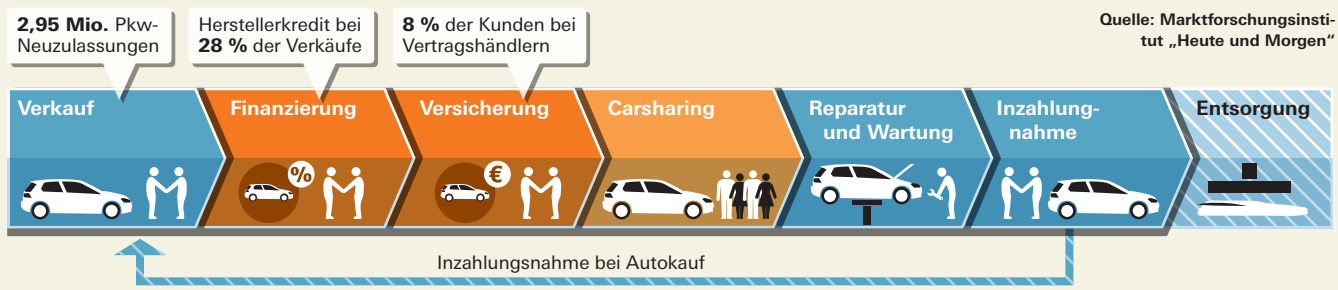 2,95 Mio. Pkw-
Neuzulassungen
Herstellerkredit bei
28 % der Verkäufe
8 % der Kunden bei
Vertragshändlern
Quelle: Marktforschungsinsti-
tut „Heute und Morgen“
Verkauf
Finanzierung
%
Versicherung
€
Carsharing
Reparatur
und Wartung
Inzahlung-
nahme
Entsorgung
Inzahlungsnahme bei Autokauf